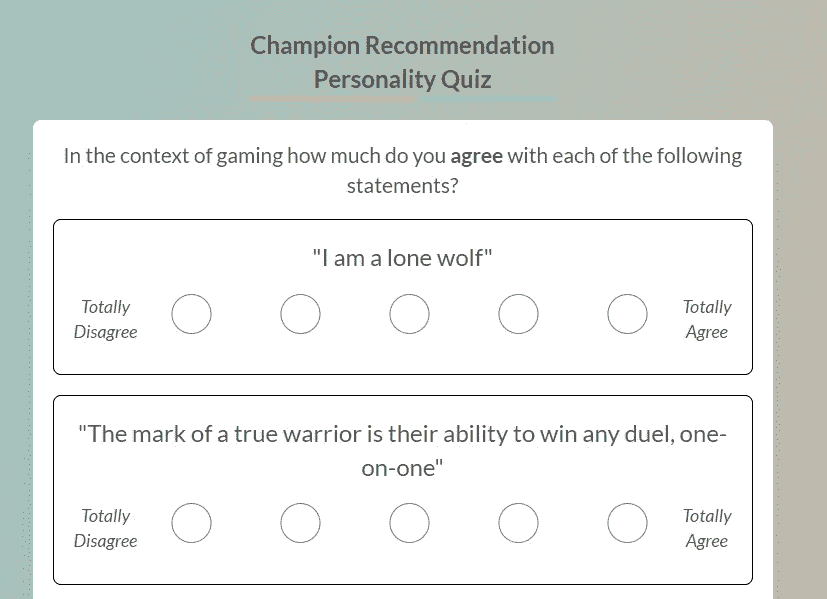 Champion Recommendation
Personality Quiz
In the context of gaming how much do you agree with each of the following
statements?
"I am a lone wolf"
Totally
Disagree
Totally
Agree
"The mark of a true warrior is their ability to win any duel, one-
on-one"
Totally
Disagree
Totally
Agree